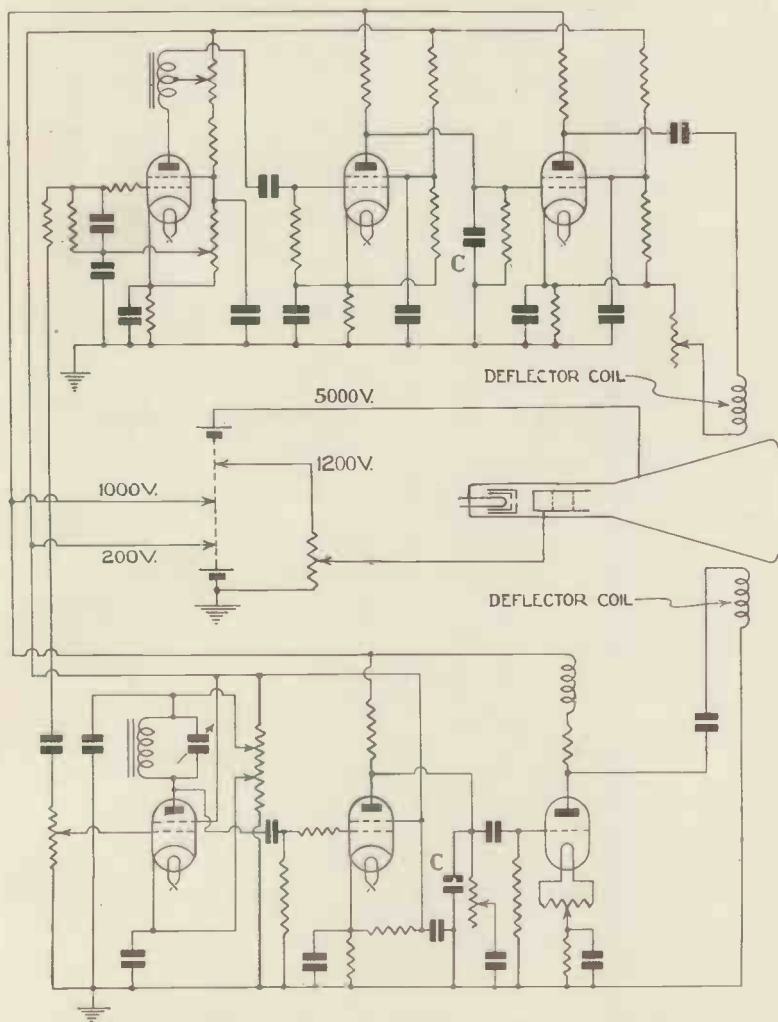 C
DEFLECTOR COIL
5000V.
1200V.
1000V.
200V.
DEFLECTOR COIL
C